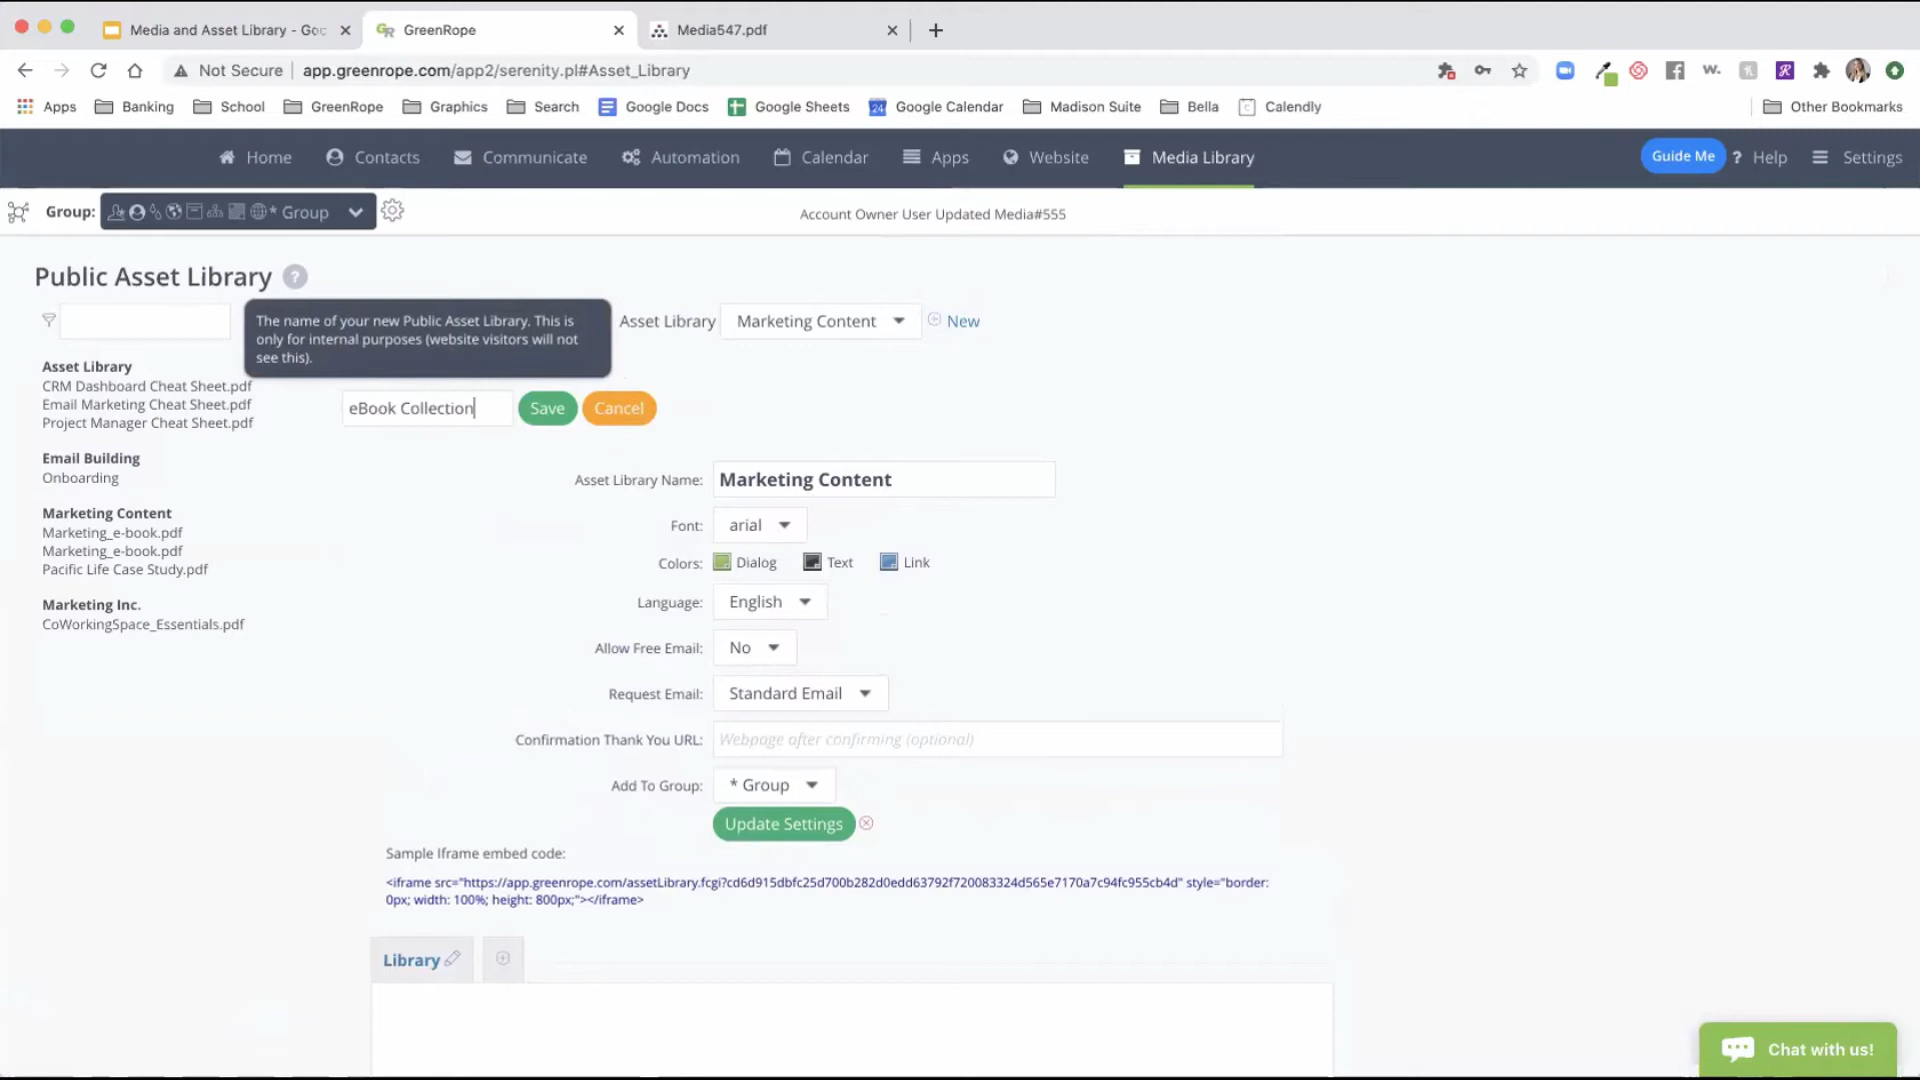 Media and Asset Library - Goo
GreenRope
Media547.pdf
Not Secure
app.greenrope.com/app2/serenity.pl#Asset_Library
Apps
Banking
School
GreenRope
Graphics
Search
Google Docs
Google Sheets
Google Calendar
Madison Suite
Bella
Calendly
Other Bookmarks
Home
Contacts
Communicate
Automation
Calendar
Apps
Website
Media Library
Guide Me
? Help
Settings
Group:
* Group
Account Owner User Updated Media#555
Public Asset Library ?
The name of your new Public Asset Library. This is
only for internal purposes (website visitors will not
see this).
Asset Library
Marketing Content
New
Asset Library
CRM Dashboard Cheat Sheet.pdf
Email Marketing Cheat Sheet.pdf
Project Manager Cheat Sheet.pdf
Email Building
Onboarding
Marketing Content
Marketing_e-book.pdf
Marketing_e-book.pdf
Pacific Life Case Study.pdf
Marketing Inc.
CoWorkingSpace_Essentials.pdf
eBook Collection
Save
Cancel
Asset Library Name: Marketing Content
Font: arial
Colors: Dialog Text Link
Language: English
Allow Free Email: No
Request Email: Standard Email
Confirmation Thank You URL: Webpage after confirming (optional)
Add To Group: * Group
Update Settings
Sample Iframe embed code:
<iframe src="https://app.greenrope.com/assetLibrary.fcgi?cd6d915dbfc25d700b282d0edd63792f720083324d565e7170a7c94fc955cb4d" style="border:
0px; width: 100%; height: 800px;"></iframe>
Library
Chat with us!